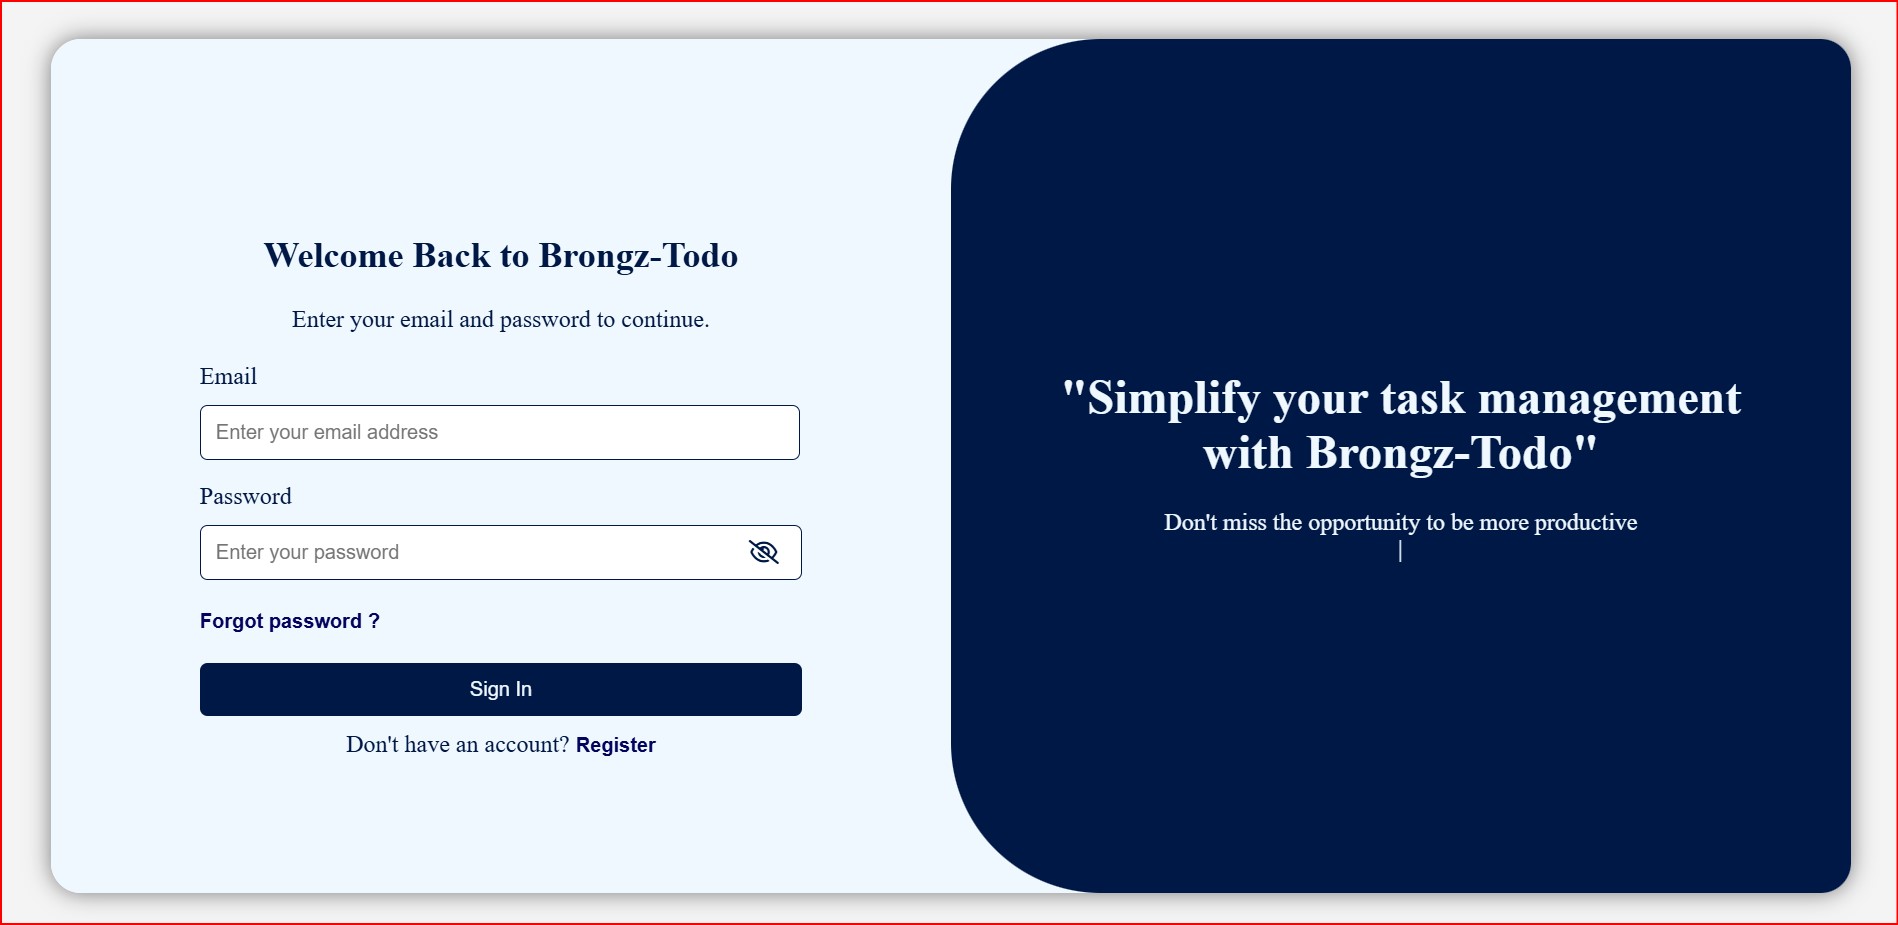 Welcome Back to Brongz-Todo
Enter your email and password to continue.
Email
Enter your email address
Password
Enter your password
Forgot password ?
Sign In
Don't have an account? Register
"Simplify your task management
with Brongz-Todo"
Don't miss the opportunity to be more productive
|